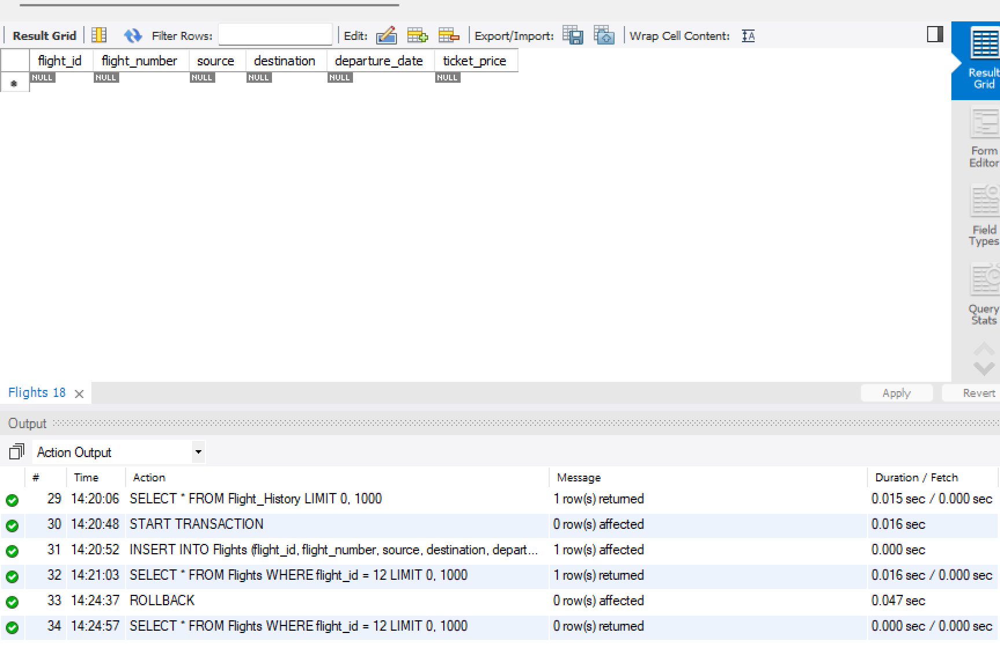 Result Grid Filter Rows: Edit: Export/Import: Wrap Cell Content: IA
flight_id flight_number source destination departure_date ticket_price
NULL NULL NULL NULL NULL NULL
Result
Grid
Form
Editor
Field
Types
Query
Stats
Flights 18 Apply Revert
Output
Action Output
# Time Action Message Duration / Fetch
29 14:20:06 SELECT * FROM Flight_History LIMIT 0, 1000 1 row(s) returned 0.015 sec / 0.000 sec
30 14:20:48 START TRANSACTION 0 row(s) affected 0.016 sec
31 14:20:52 INSERT INTO Flights (flight_id, flight_number, source, destination, depart... 1 row(s) affected 0.000 sec
32 14:21:03 SELECT * FROM Flights WHERE flight_id = 12 LIMIT 0, 1000 1 row(s) returned 0.016 sec / 0.000 sec
33 14:24:37 ROLLBACK 0 row(s) affected 0.047 sec
34 14:24:57 SELECT * FROM Flights WHERE flight_id = 12 LIMIT 0, 1000 0 row(s) returned 0.000 sec / 0.000 sec